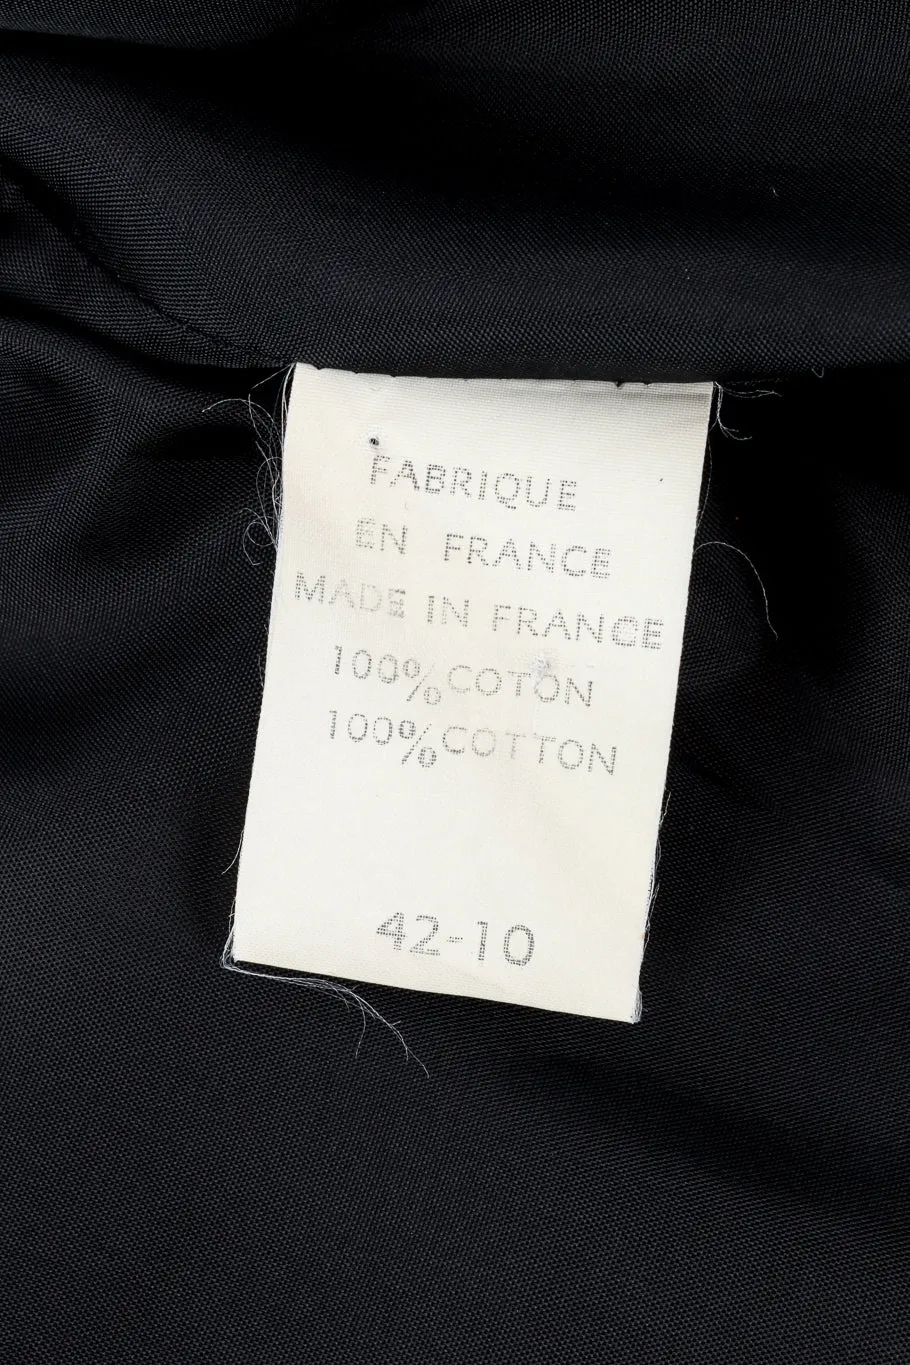 FABRIQUE
EN FRANCE
MADE IN FRANCE
100% COTON
100% COTTON
42-10